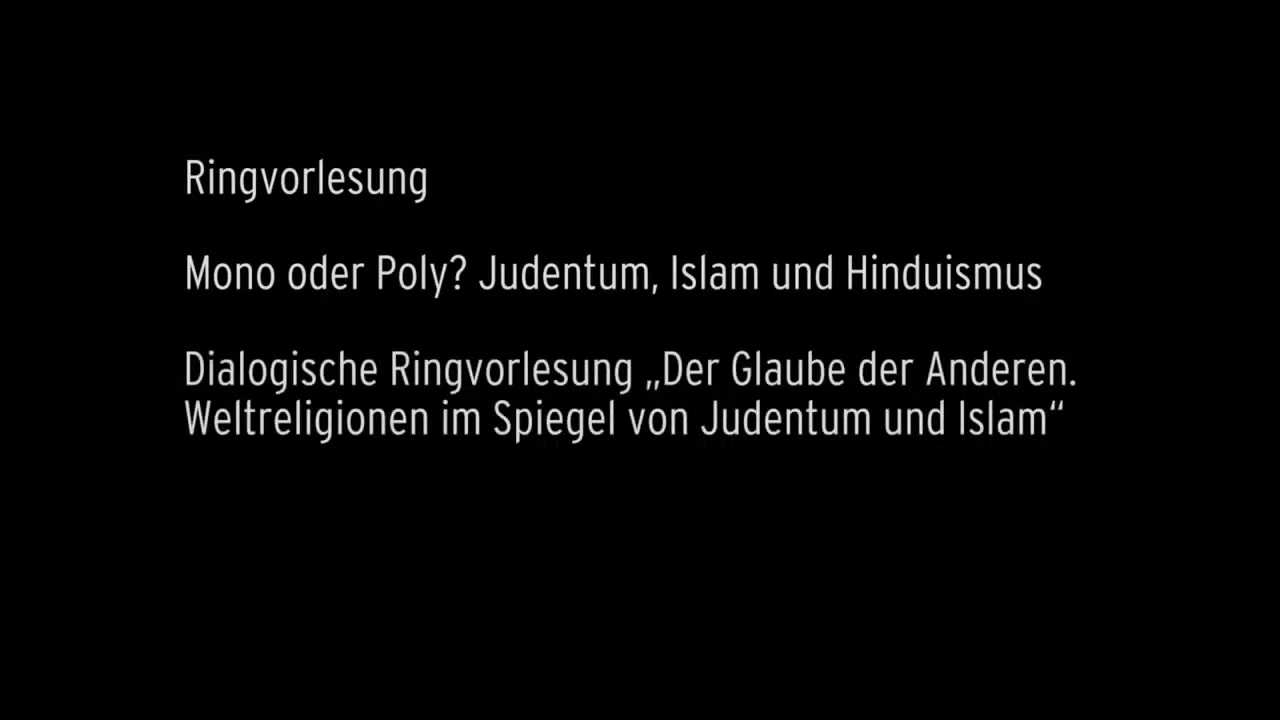 Ringvorlesung
Mono oder Poly? Judentum, Islam und Hinduismus
Dialogische Ringvorlesung „Der Glaube der Anderen.
Weltreligionen im Spiegel von Judentum und Islam“